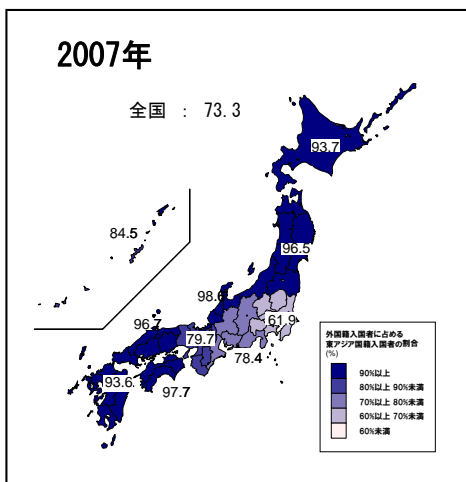 2007年
全国 : 73.3
93.7
84.5
96.5
98.6
96.7
61.9
79.7
78.4
93.6
97.7
外国籍入国者に占める
東アジア国籍入国者の割合
(%)
90%以上
80%以上 90%未満
70%以上 80%未満
60%以上 70%未満
60%未満